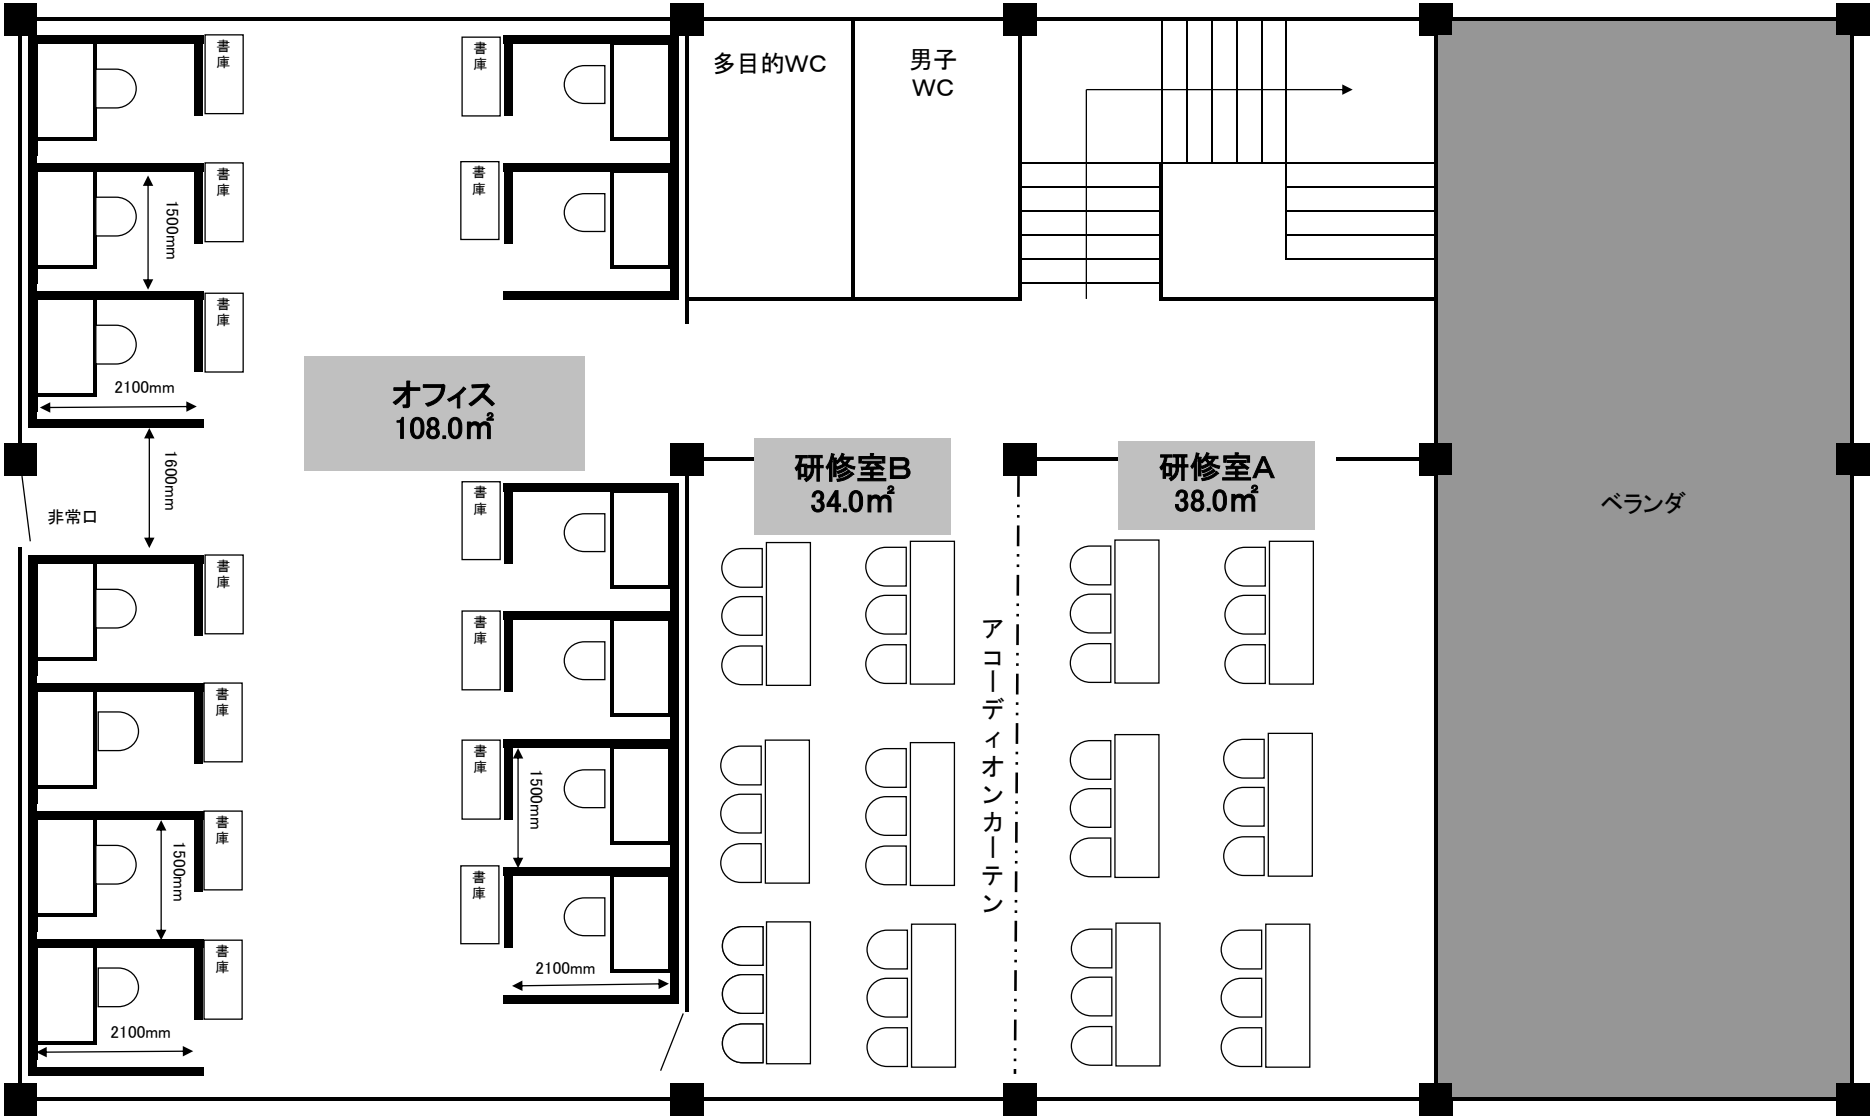 書庫
書庫
多目的WC
男子
WC
書庫
書庫
1500mm
書庫
2100mm
オフィス
108.0㎡
1600mm
非常口
研修室B
34.0㎡
研修室A
38.0㎡
ベランダ
書庫
書庫
書庫
アコーディオンカーテン
書庫
書庫
1500mm
書庫
1500mm
書庫
書庫
2100mm
2100mm